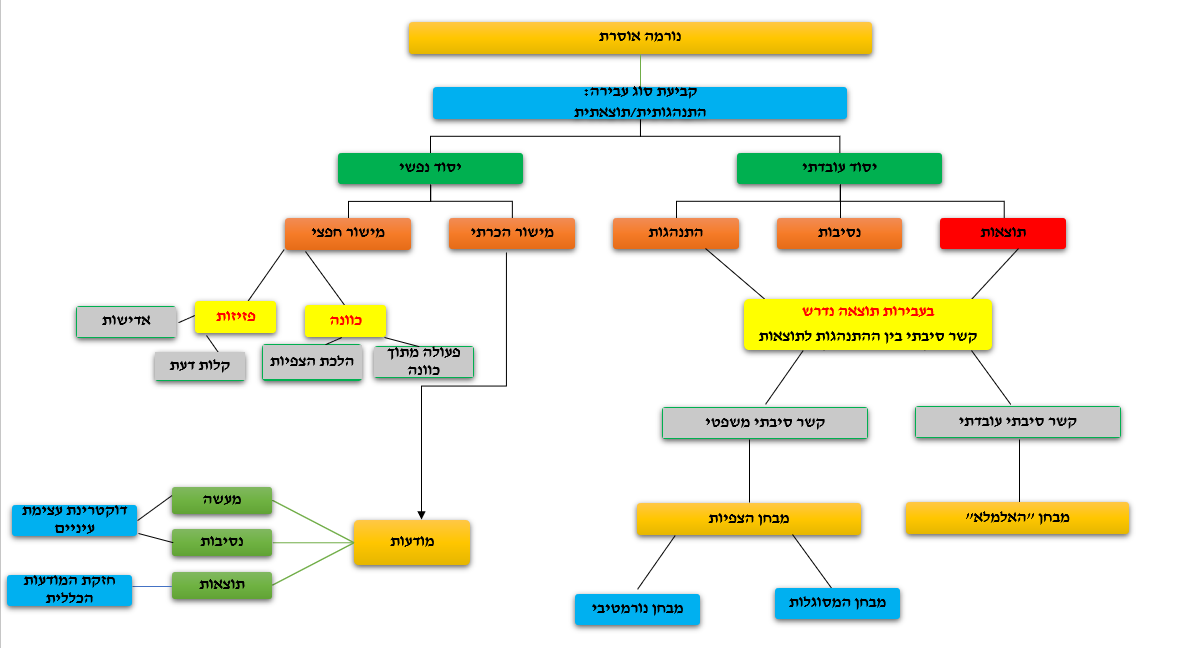 נורמה אוסרת
קביעת סוג עבירה:
התנהגותית/תוצאתית
יסוד עובדתי
יסוד נפשי
תוצאות
נסיבות
התנהגות
מישור הכרתי
מישור חפצי
בעבירות תוצאה נדרש
קשר סיבתי בין ההתנהגות לתוצאות
כוונה
פזיזות
אדישות
פעולה מתוך
כוונה
הלכת הצפיות
קלות דעת
קשר סיבתי עובדתי
קשר סיבתי משפטי
מבחן "האלמלא"
מבחן הצפיות
מודעות
מעשה
נסיבות
תוצאות
דוקטרינת עצימת
עיניים
חזקת המודעות
הכללית
מבחן המסוגלות
מבחן נורמטיבי